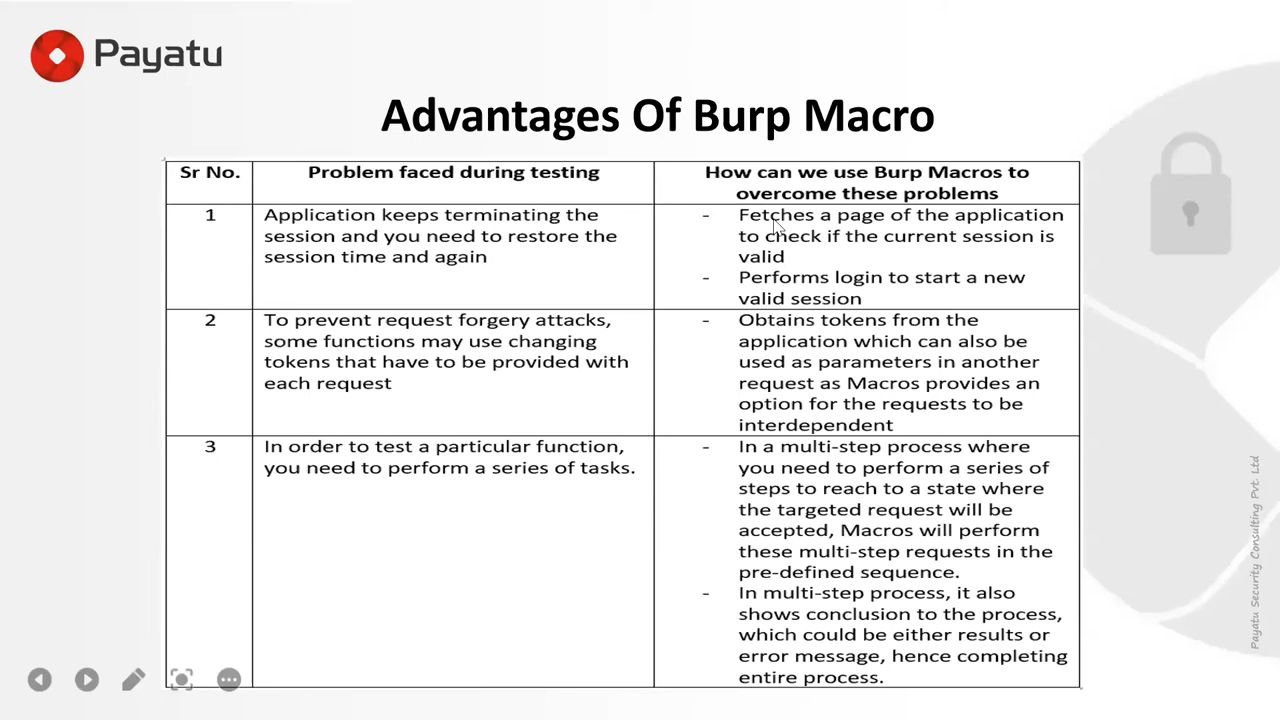 Payatu
Advantages Of Burp Macro
Sr No.
Problem faced during testing
How can we use Burp Macros to
overcome these problems
1
Application keeps terminating the
session and you need to restore the
session time and again
- Fetches a page of the application
to check if the current session is
valid
- Performs login to start a new
valid session
2
To prevent request forgery attacks,
some functions may use changing
tokens that have to be provided with
each request
- Obtains tokens from the
application which can also be
used as parameters in another
request as Macros provides an
option for the requests to be
interdependent
3
In order to test a particular function,
you need to perform a series of tasks.
- In a multi-step process where
you need to perform a series of
steps to reach to a state where
the targeted request will be
accepted, Macros will perform
these multi-step requests in the
pre-defined sequence.
- In multi-step process, it also
shows conclusion to the process,
which could be either results or
error message, hence completing
entire process.
Payatu Security Consulting Pvt. Ltd